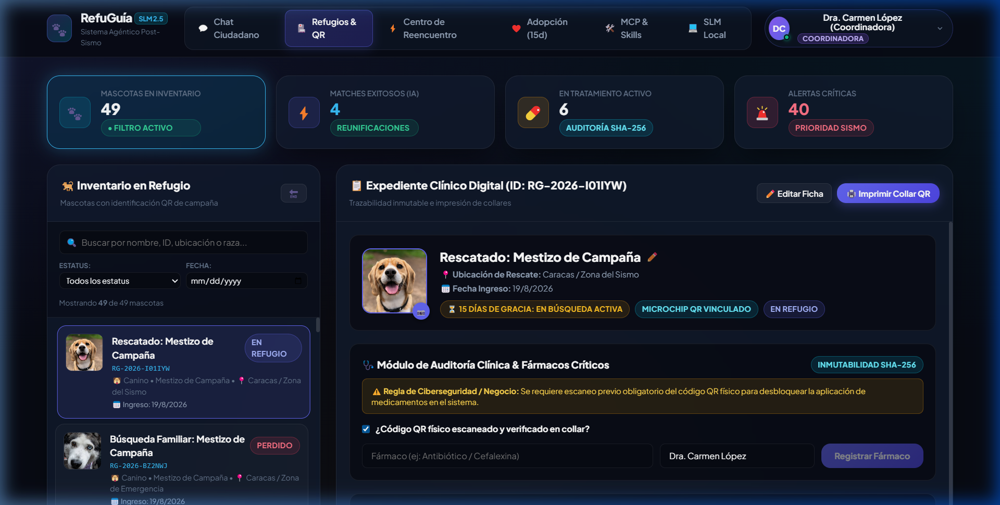 RefuGuía SLM 2.5
Sistema Agéntico Post-
Sismo
Chat
Ciudadano
Refugios &
QR
Centro de
Reencuentro
Adopción
(15d)
MCP &
Skills
SLM
Local
DC
Dra. Carmen López
(Coordinadora)
COORDINADORA
MASCOTAS EN INVENTARIO
49
• FILTRO ACTIVO
MATCHES EXITOSOS (IA)
4
REUNIFICACIONES
EN TRATAMIENTO ACTIVO
6
AUDITORÍA SHA-256
ALERTAS CRÍTICAS
40
PRIORIDAD SISMO
Inventario en Refugio
Mascotas con identificación QR de campaña
END
Buscar por nombre, ID, ubicación o raza...
ESTATUS:
FECHA:
Todos los estatus
mm/dd/yyyy
Mostrando 49 de 49 mascotas
Rescatado: Mestizo de
Campaña
EN
REFUGIO
RG-2026-I01IYW
Canino • Mestizo de Campaña • Caracas / Zona
del Sismo
Ingreso: 19/8/2026
Búsqueda Familiar: Mestizo de
Campaña
PERDIDO
RG-2026-BZ2NWJ
Canino • Mestizo de Campaña • Caracas / Zona
de Emergencia
Ingreso: 19/8/2026
Expediente Clínico Digital (ID: RG-2026-I01IYW)
Trazabilidad inmutable e impresión de collares
Editar Ficha
Imprimir Collar QR
Rescatado: Mestizo de Campaña
Ubicación de Rescate: Caracas / Zona del Sismo
Fecha Ingreso: 19/8/2026
15 DÍAS DE GRACIA: EN BÚSQUEDA ACTIVA
MICROCHIP QR VINCULADO
EN REFUGIO
Módulo de Auditoría Clínica & Fármacos Críticos
INMUTABILIDAD SHA-256
Regla de Ciberseguridad / Negocio: Se requiere escaneo previo obligatorio del código QR físico para desbloquear la aplicación de
medicamentos en el sistema.
¿Código QR físico escaneado y verificado en collar?
Fármaco (ej: Antibiótico / Cefalexina)
Dra. Carmen López
Registrar Fármaco